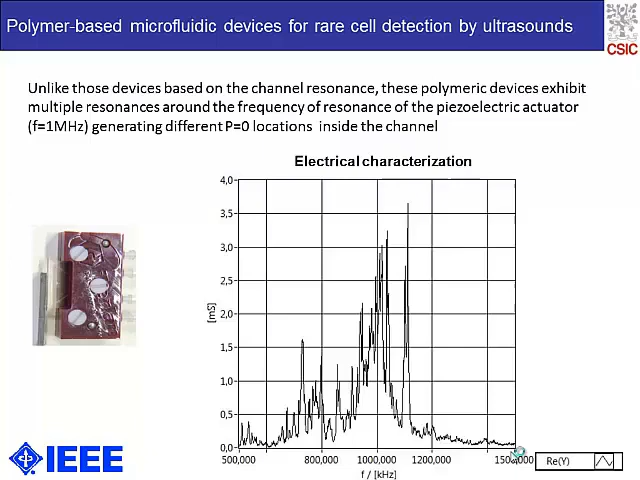 Polymer-based microfluidic devices for rare cell detection by ultrasounds
CSIC
Unlike those devices based on the channel resonance, these polymeric devices exhibit
multiple resonances around the frequency of resonance of the piezoelectric actuator
(f=1MHz) generating different P=0 locations inside the channel
Electrical characterization
4,0
3,5
3,0
2,5
2,0
1,5
1,0
0,5
0,0
[mS]
500,000 800,000 1000,000 1200,000 1500,000
f / [kHz]
Re(Y)
IEEE